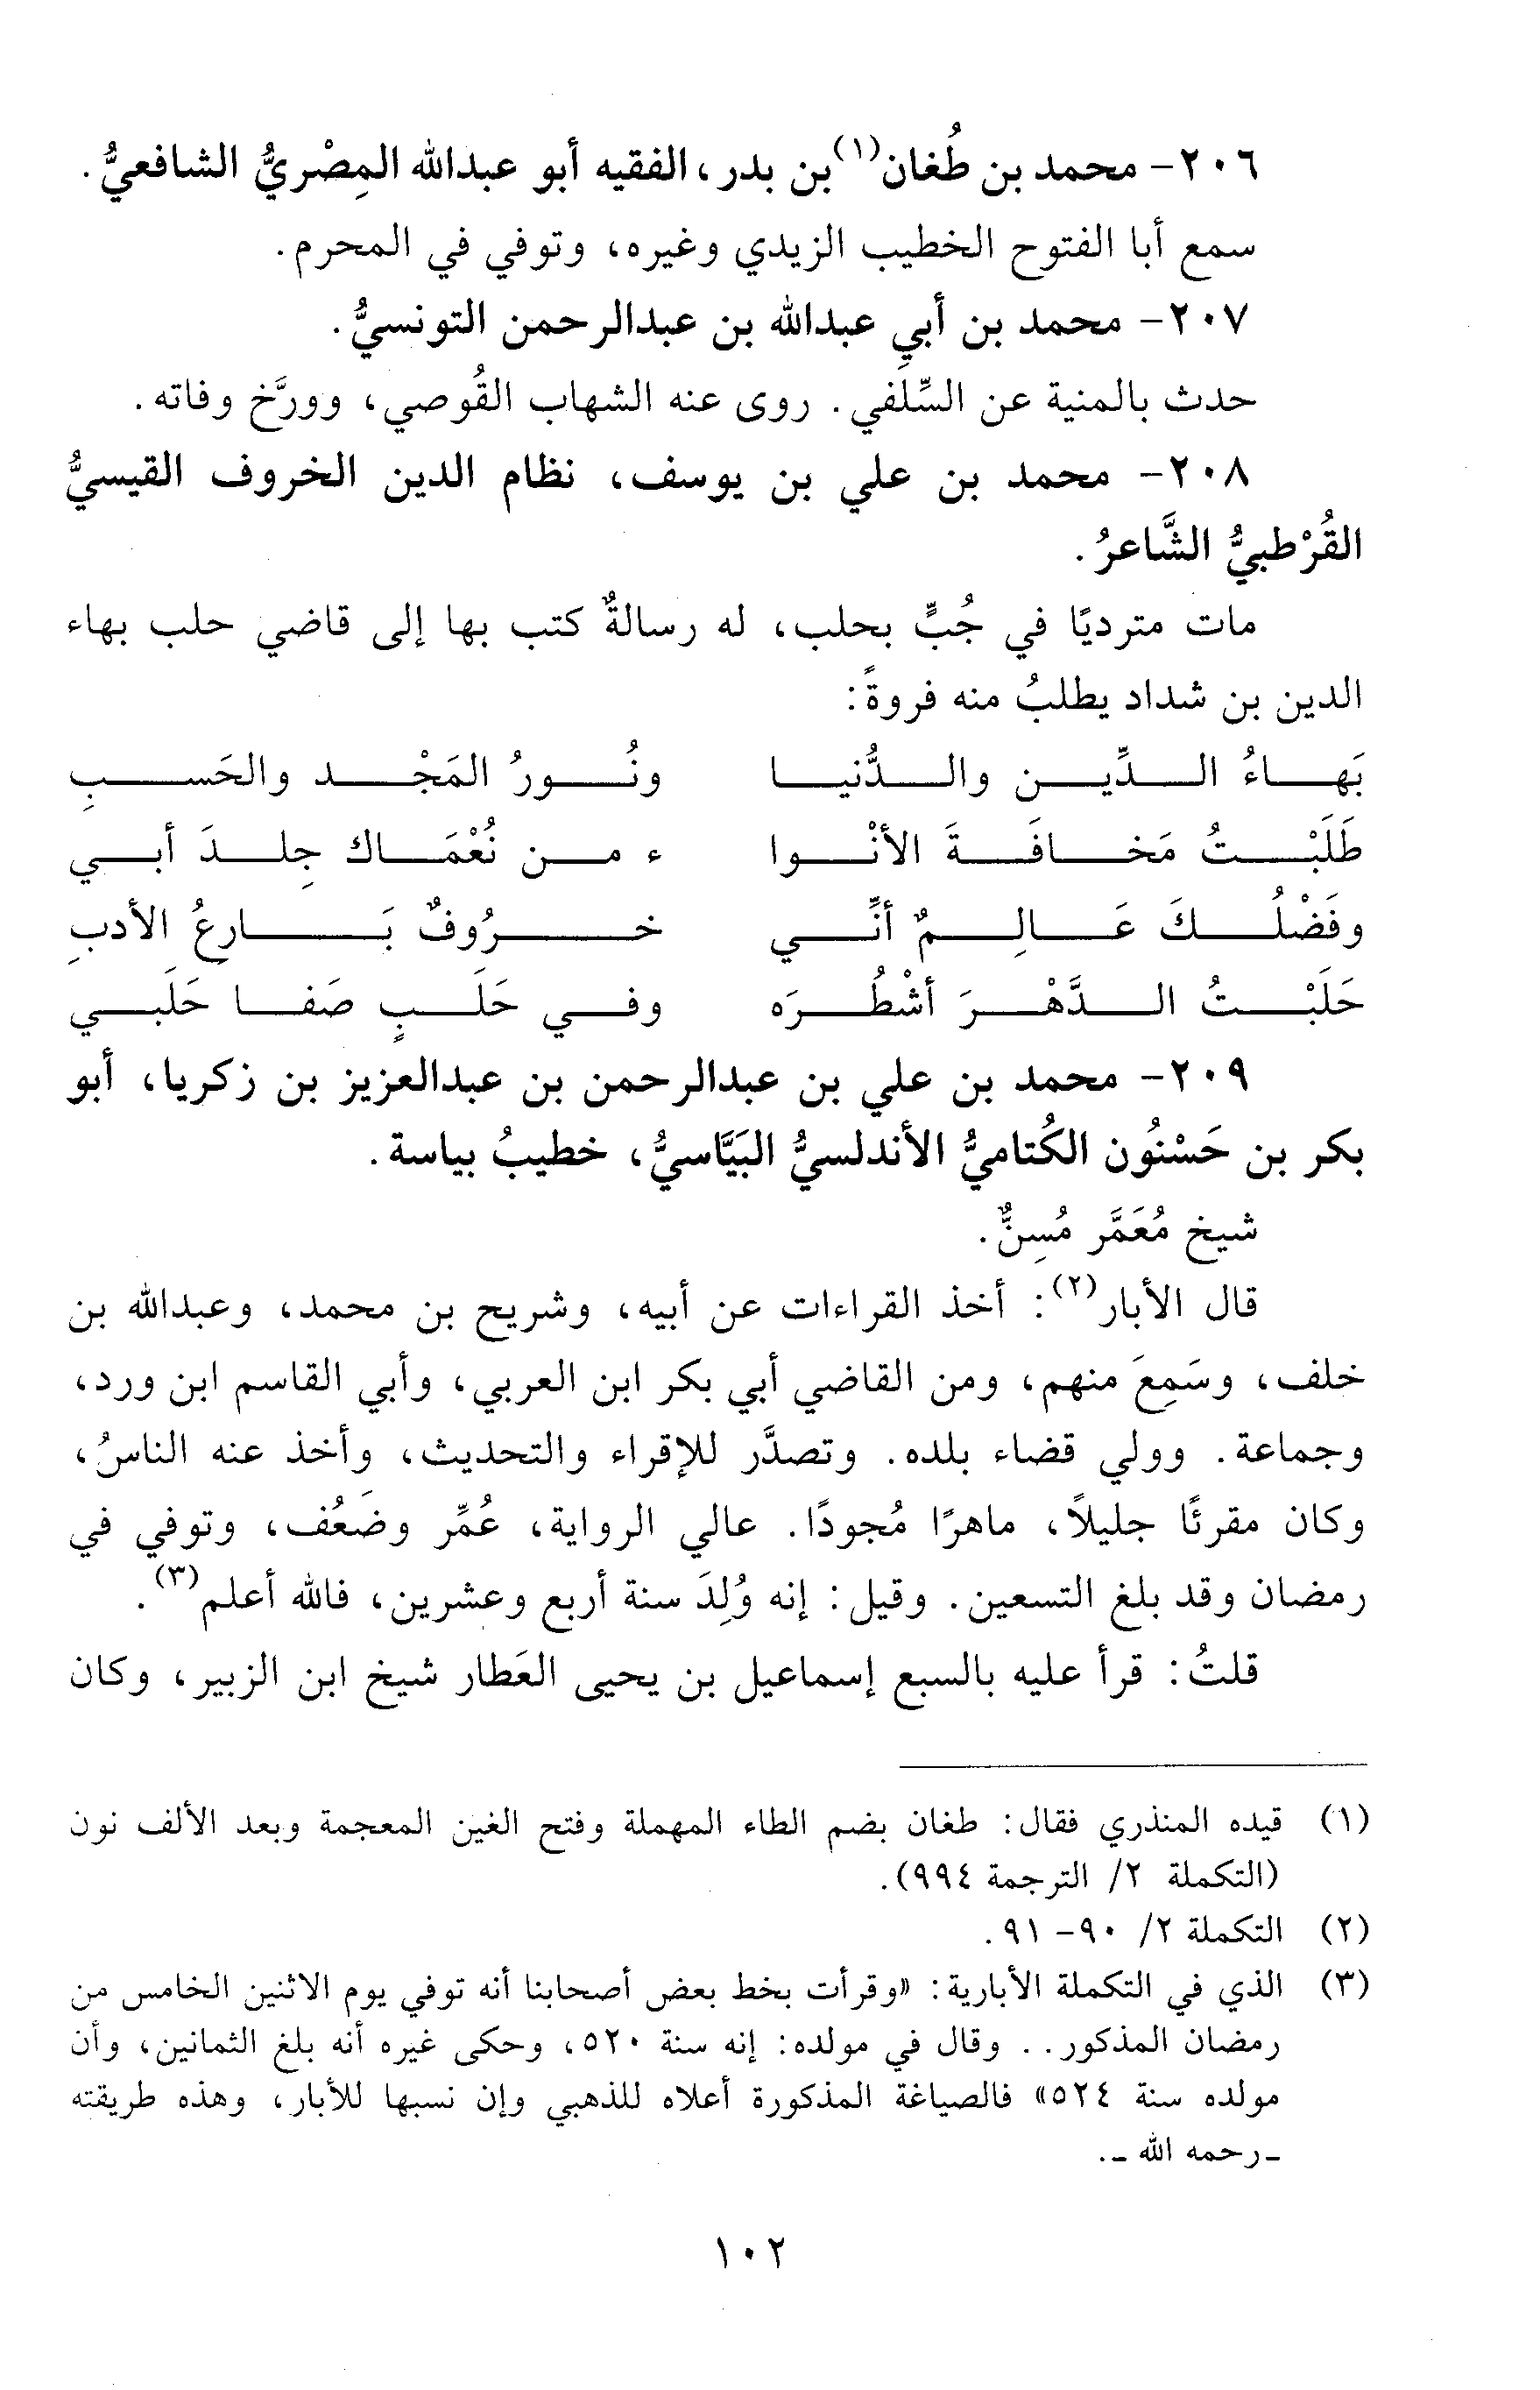 ٢٠٦- محمد بن طُغان(١) بن بدر، الفقيه أبو عبدالله المِصْريُّ الشافعيُّ.
سمع أبا الفتوح الخطيب الزيدي وغيره، وتوفي في المحرم.
٢٠٧- محمد بن أبي عبدالله بن عبدالرحمن التونسيُّ.
حدث بالمنية عن السِّلَفي. روى عنه الشهاب القُوصي، وورَّخ وفاته.
٢٠٨- محمد بن علي بن يوسف، نظام الدين الخروف القيسيُّ
القُرْطبيُّ الشَّاعرُ.
مات مترديًا في جُبٍّ بحلب، له رسالةٌ كتب بها إلى قاضي حلب بهاء
الدين بن شداد يطلبُ منه فروةً:
بَهاءُ الدِّين والدُّنيا ونُورُ المَجْد والحَسبِ
طَلَبْتُ مَخافَةَ الأنْوا ء من نُعْمَاك جِلدَ أبي
وفَضْلُكَ عَالِمٌ أنِّي خرُوفٌ بَارِعُ الأدبِ
حَلَبْتُ الدَّهْرَ أشْطُرَه وفي حَلَبٍ صَفا حَلَبي
٢٠٩- محمد بن علي بن عبدالرحمن بن عبدالعزيز بن زكريا، أبو
بكر بن حَسْنُون الكُتاميُّ الأندلسيُّ البَيَّاسيُّ، خطيبُ بياسة.
شيخ مُعَمَّر مُسِنٌّ.
قال الأبار(٢): أخذ القراءات عن أبيه، وشريح بن محمد، وعبدالله بن
خلف، وسَمِعَ منهم، ومن القاضي أبي بكر ابن العربي، وأبي القاسم ابن ورد،
وجماعة. وولي قضاء بلده. وتصدَّر للإقراء والتحديث، وأخذ عنه الناسُ،
وكان مقرئًا جليلاً، ماهرًا مُجودًا. عالي الرواية، عُمِّر وضَعُف، وتوفي في
رمضان وقد بلغ التسعين. وقيل: إنه وُلِدَ سنة أربع وعشرين، فالله أعلم(٣).
قلتُ: قرأ عليه بالسبع إسماعيل بن يحيى العَطار شيخ ابن الزبير، وكان
(١) قيده المنذري فقال: طغان بضم الطاء المهملة وفتح الغين المعجمة وبعد الألف نون
(التكملة ٢/ الترجمة ٩٩٤).
(٢) التكملة ٢/ ٩٠- ٩١.
(٣) الذي في التكملة الأبارية: «وقرأت بخط بعض أصحابنا أنه توفي يوم الاثنين الخامس من
رمضان المذكور.. وقال في مولده: إنه سنة ٥٢٠، وحكى غيره أنه بلغ الثمانين، وأن
مولده سنة ٥٢٤» فالصياغة المذكورة أعلاه للذهبي وإن نسبها للأبار، وهذه طريقته
-رحمه الله-.
١٠٢